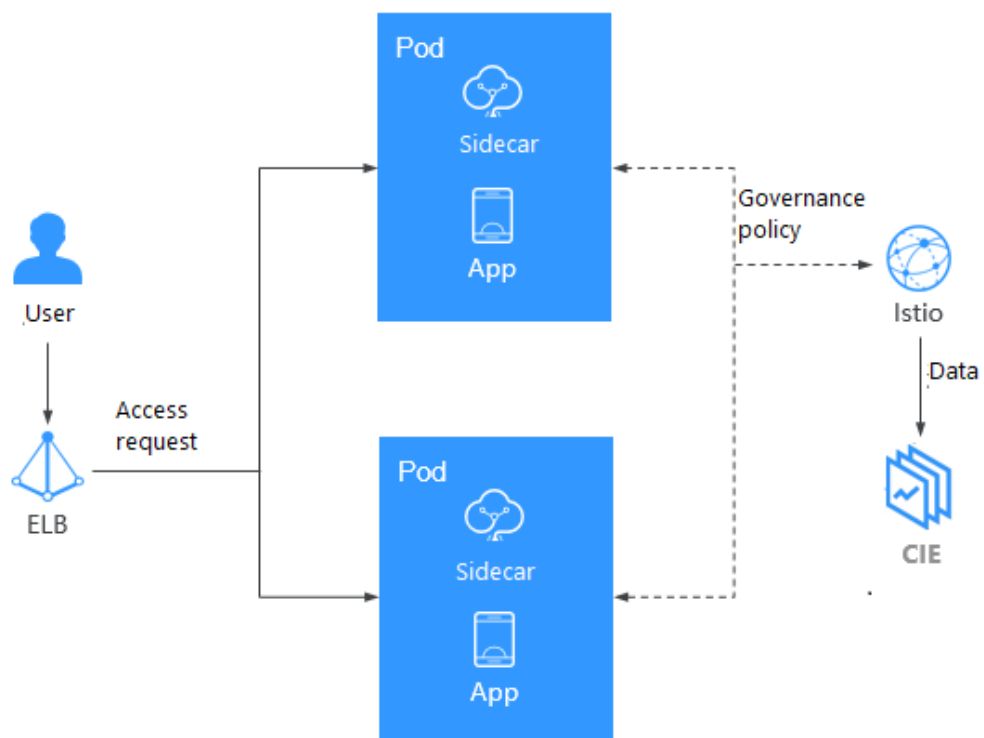 Pod
Sidecar
App
Governance
policy
User
Istio
Data
Access
request
ELB
Pod
Sidecar
App
CIE